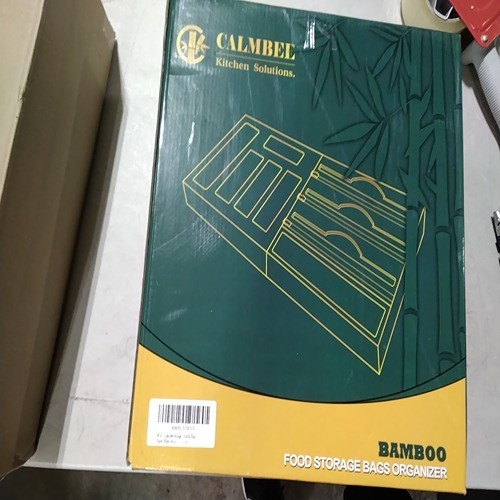 CALMBEL
Kitchen Solutions.
BAMBOO
FOOD STORAGE BAGS ORGANIZER